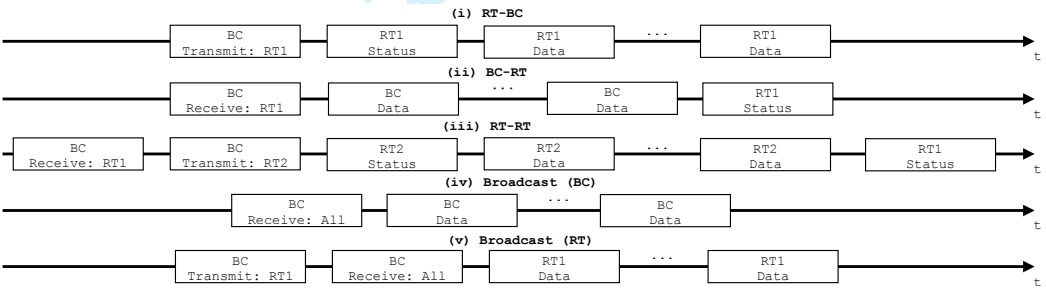 (i) RT-BC
BC RT1 RT1 ... RT1
Transmit: RT1 Status Data Data
t
(ii) BC-RT
BC BC ... BC RT1
Receive: RT1 Data Data Status
t
(iii) RT-RT
BC BC RT2 RT2 ... RT2 RT1
Receive: RT1 Transmit: RT2 Status Data Data Status
t
(iv) Broadcast (BC)
BC BC ... BC
Receive: All Data Data
t
(v) Broadcast (RT)
BC BC RT1 ... RT1
Transmit: RT1 Receive: All Data Data
t